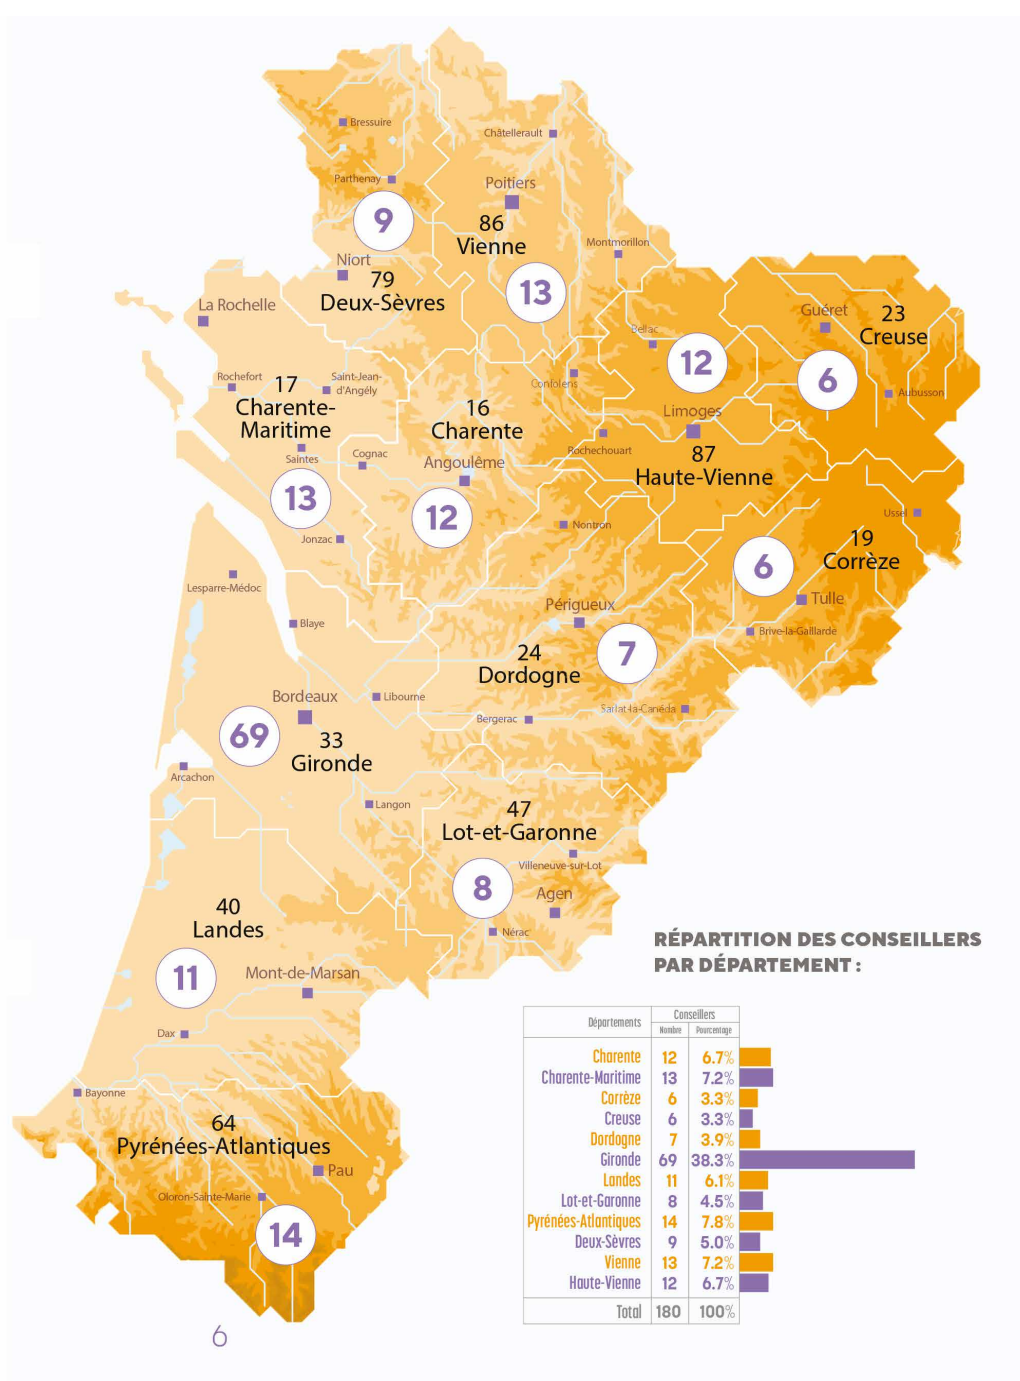 Bressuire
Châtellerault
Parthenay
Poitiers
9
86
Vienne
Montmorillon
Niort
79
Deux-Sèvres
13
La Rochelle
Guéret
23
Creuse
Bellac
12
6
Rochefort
Saint-Jean-
d'Angély
Confolens
Aubusson
17
Charente-
Maritime
16
Charente
Limoges
Saintes
Cognac
Angoulême
Rochechouart
87
Haute-Vienne
13
12
Ussel
Nontron
Jonzac
19
Corrèze
6
Lesparre-Médoc
Périgueux
Tulle
Blaye
Brive-la-Gaillarde
24
Dordogne
7
Bordeaux
Libourne
Sarlat-la-Canéda
Bergerac
69
33
Gironde
Arcachon
Langon
47
Lot-et-Garonne
Villeneuve-sur-Lot
8
Agen
40
Landes
Nérac
11
Mont-de-Marsan
Dax
Bayonne
64
Pyrénées-Atlantiques
Pau
Oloron-Sainte-Marie
14
RÉPARTITION DES CONSEILLERS
PAR DÉPARTEMENT :
Départements Conseillers
Nombre Pourcentage
Charente 12 6.7%
Charente-Maritime 13 7.2%
Corrèze 6 3.3%
Creuse 6 3.3%
Dordogne 7 3.9%
Gironde 69 38.3%
Landes 11 6.1%
Lot-et-Garonne 8 4.5%
Pyrénées-Atlantiques 14 7.8%
Deux-Sèvres 9 5.0%
Vienne 13 7.2%
Haute-Vienne 12 6.7%
Total 180 100%
6